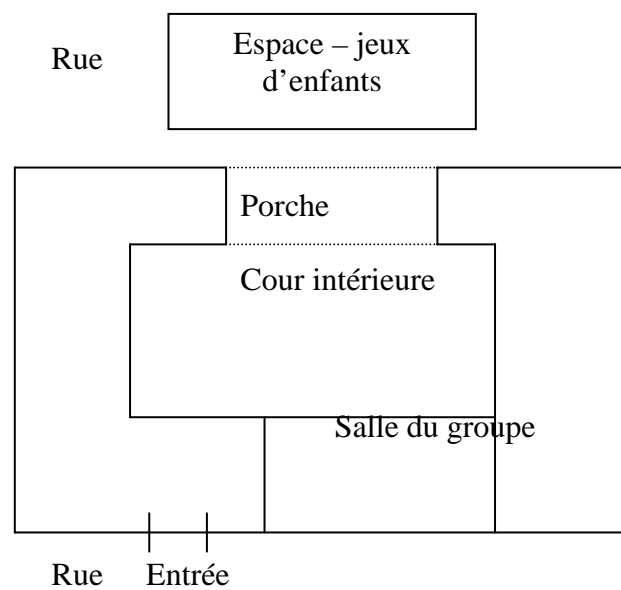 Rue
Espace – jeux
d’enfants
Porche
Cour intérieure
Salle du groupe
Rue
Entrée